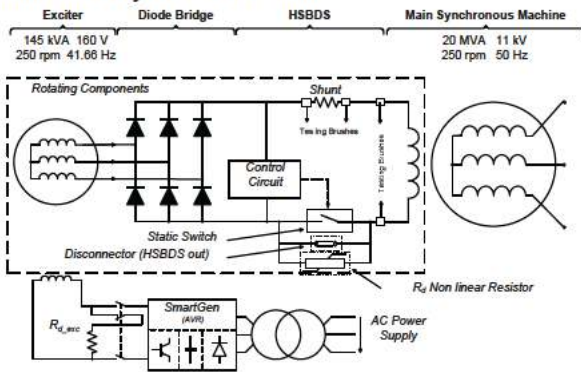 Exciter
Diode Bridge
HSBDS
Main Synchronous Machine
145 kVA 160 V
250 rpm 41.66 Hz
20 MVA 11 kV
250 rpm 50 Hz
Rotating Components
Shunt
Testing Brushes
Testing Brushes
Control
Circuit
Static Switch
Disconnector (HSBDS out)
Rd Non linear Resistor
Rd_exc
SmartGen
(AVR)
AC Power
Supply